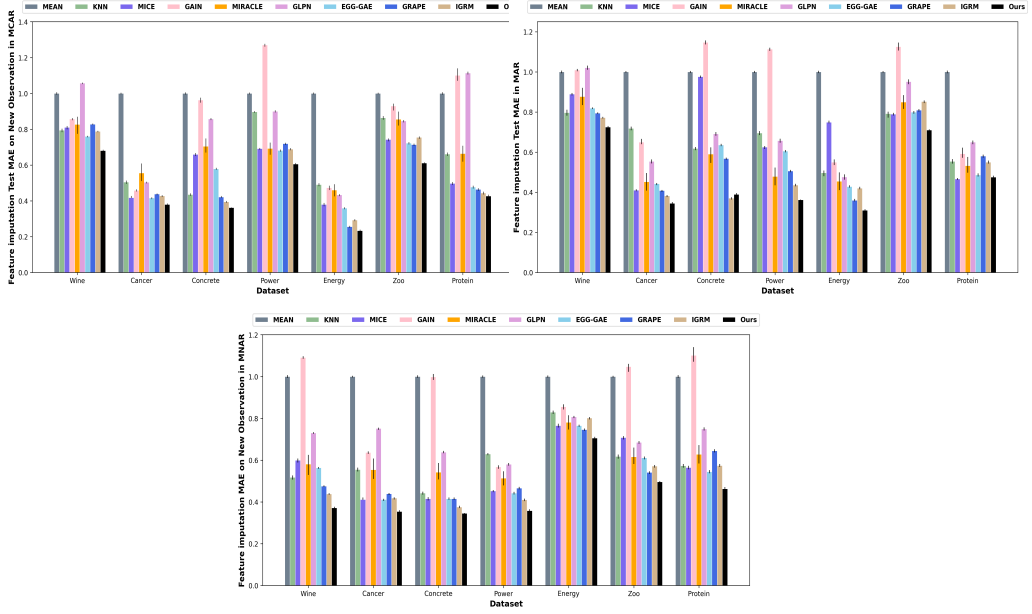 MEAN KNN MICE GAIN MIRACLE GLPN EGG-GAE GRAPE IGRM O
Feature imputation Test MAE on New Observation in MCAR
1.4
1.2
1.0
0.8
0.6
0.4
0.2
0.0
Wine Cancer Concrete Power Energy Zoo Protein
Dataset
MEAN KNN MICE GAIN MIRACLE GLPN EGG-GAE GRAPE IGRM Ours
Feature imputation Test MAE in MAR
1.2
1.0
0.8
0.6
0.4
0.2
0.0
Wine Cancer Concrete Power Energy Zoo Protein
Dataset
MEAN KNN MICE GAIN MIRACLE GLPN EGG-GAE GRAPE IGRM Ours
Feature imputation MAE on New Observation in MNAR
1.2
1.0
0.8
0.6
0.4
0.2
0.0
Wine Cancer Concrete Power Energy Zoo Protein
Dataset